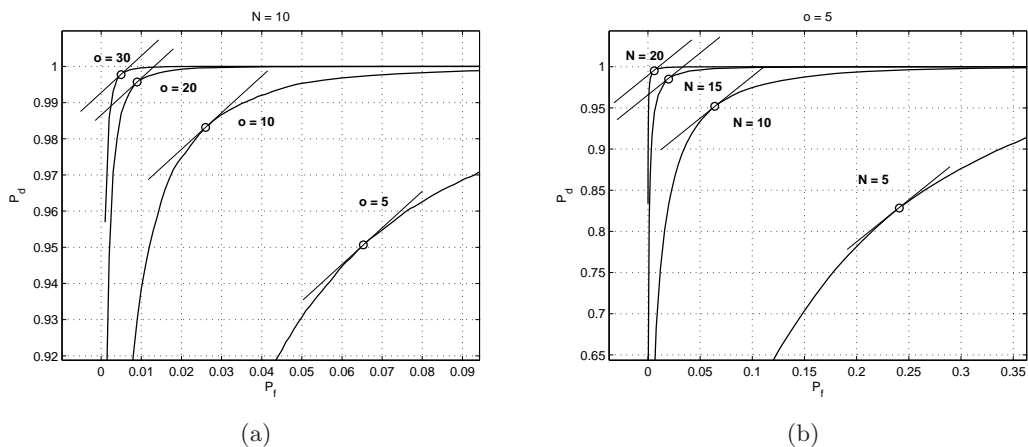 N = 10
1
0.99
0.98
0.97
0.96
0.95
0.94
0.93
0.92
P_d
o = 30
o = 20
o = 10
o = 5
0 0.01 0.02 0.03 0.04 0.05 0.06 0.07 0.08 0.09
P_f
(a)
o = 5
1
0.95
0.9
0.85
0.8
0.75
0.7
0.65
P_d
N = 20
N = 15
N = 10
N = 5
0 0.05 0.1 0.15 0.2 0.25 0.3 0.35
P_f
(b)